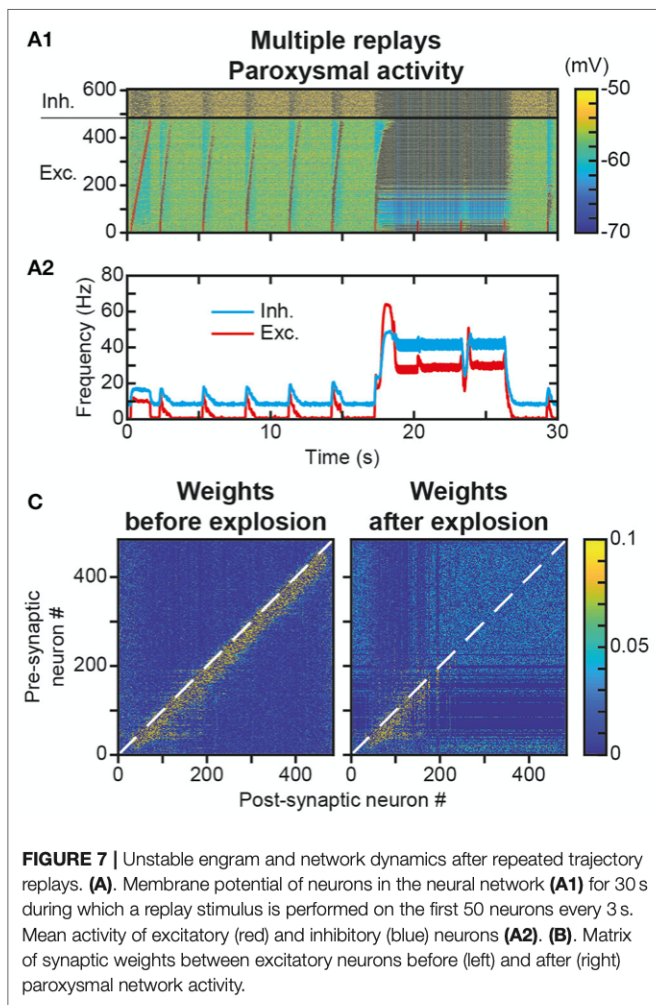 A1
Multiple replays
Paroxysmal activity
(mV)
600
Inh.
400
Exc.
200
0
-50
-60
-70
A2
80
60
40
20
0
Frequency (Hz)
Inh.
Exc.
0
10
20
30
Time (s)
C
Weights
before explosion
Weights
after explosion
Pre-synaptic
neuron #
400
200
0
0
200
400
0
200
400
0.1
0.05
0
Post-synaptic neuron #
FIGURE 7 | Unstable engram and network dynamics after repeated trajectory
replays. (A). Membrane potential of neurons in the neural network (A1) for 30 s
during which a replay stimulus is performed on the first 50 neurons every 3 s.
Mean activity of excitatory (red) and inhibitory (blue) neurons (A2). (B). Matrix
of synaptic weights between excitatory neurons before (left) and after (right)
paroxysmal network activity.